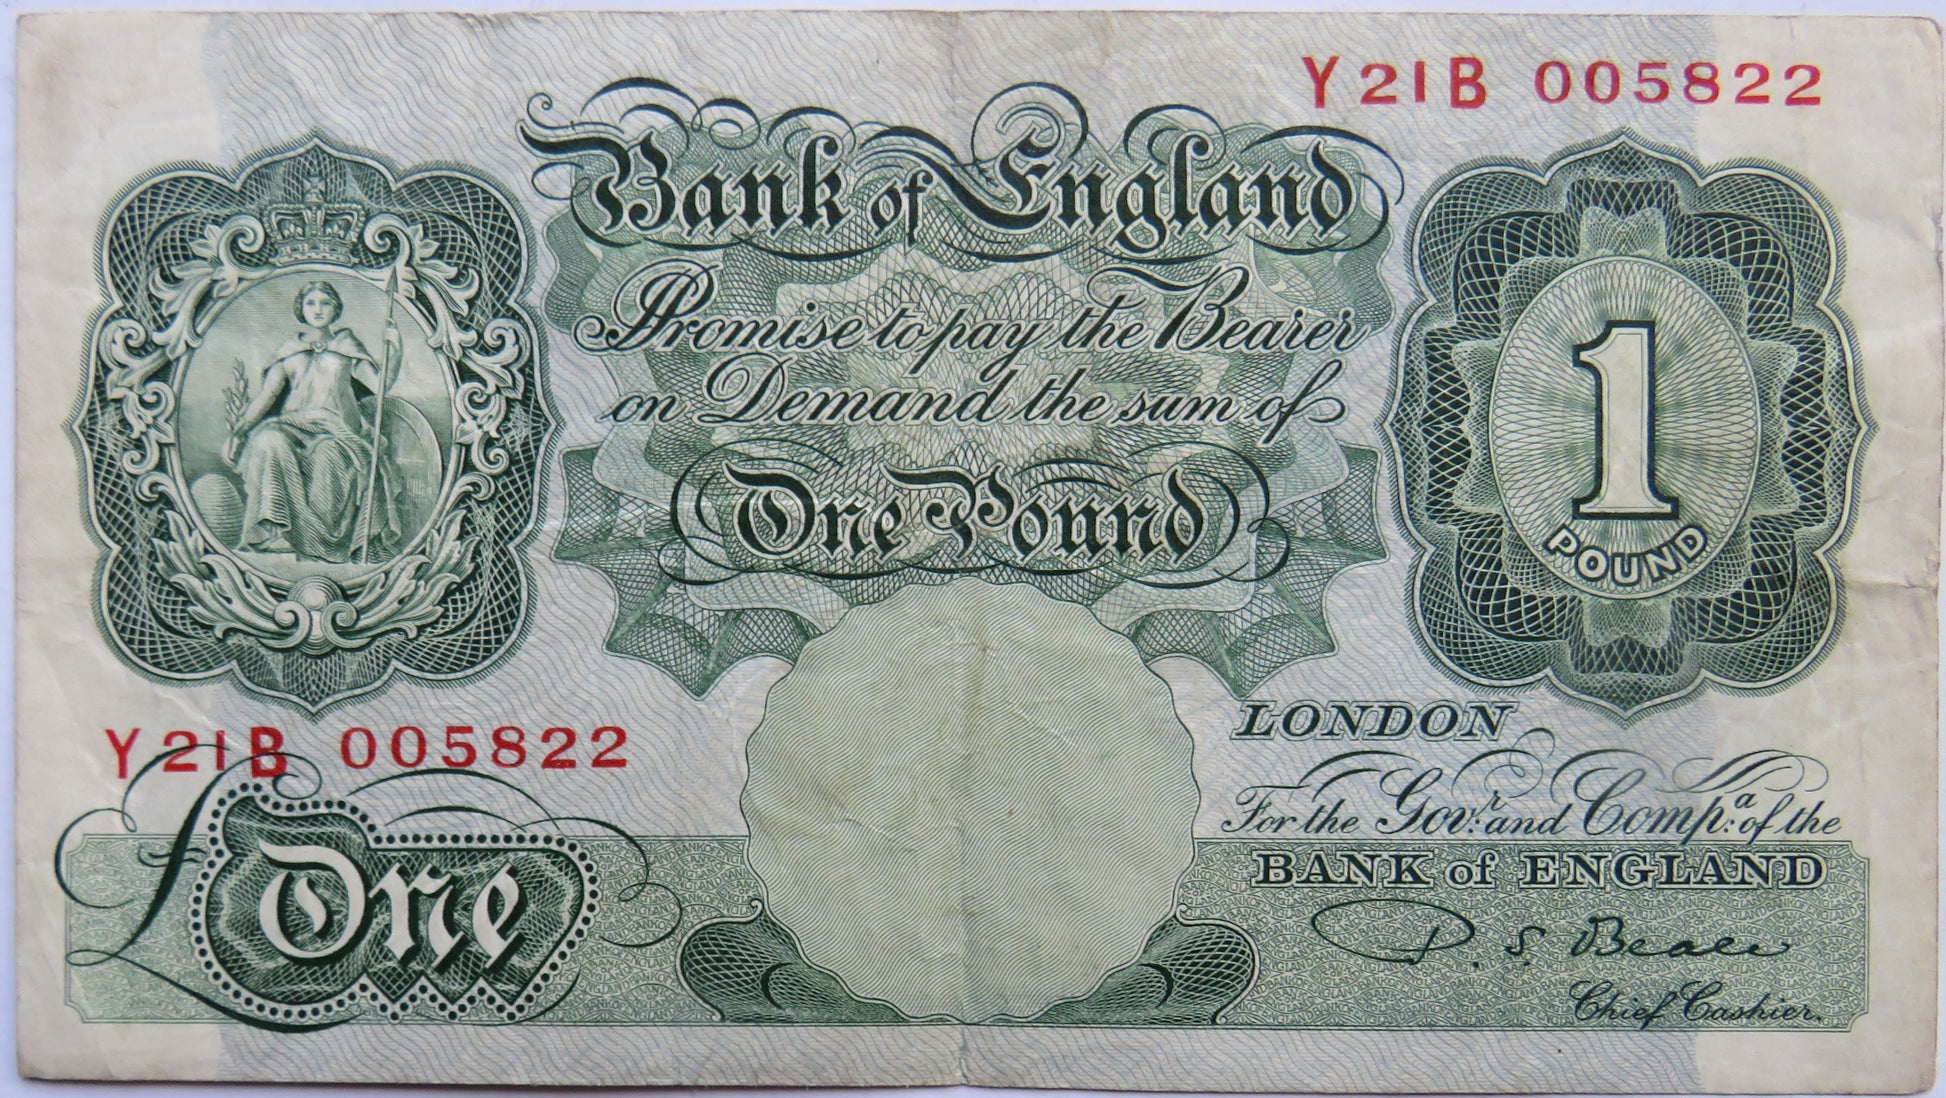 Y21B 005822
Bank of England
Promise to pay the Bearer
on Demand the sum of
One Pound
1
POUND
Y21B 005822
£One
LONDON
For the Govr: and Compa: of the
BANK of ENGLAND
P. S. Beale
Chief Cashier.